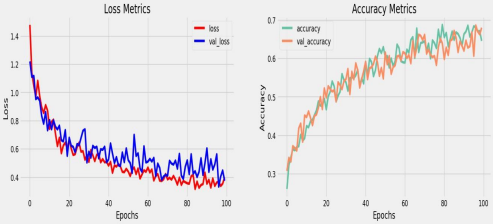 Loss Metrics
loss
val_loss
1.4
1.2
1.0
0.8
0.6
0.4
Loss
0
20
40
60
80
100
Epochs
Accuracy Metrics
accuracy
val_accuracy
0.7
0.6
0.5
0.4
0.3
Accuracy
0
20
40
60
80
100
Epochs